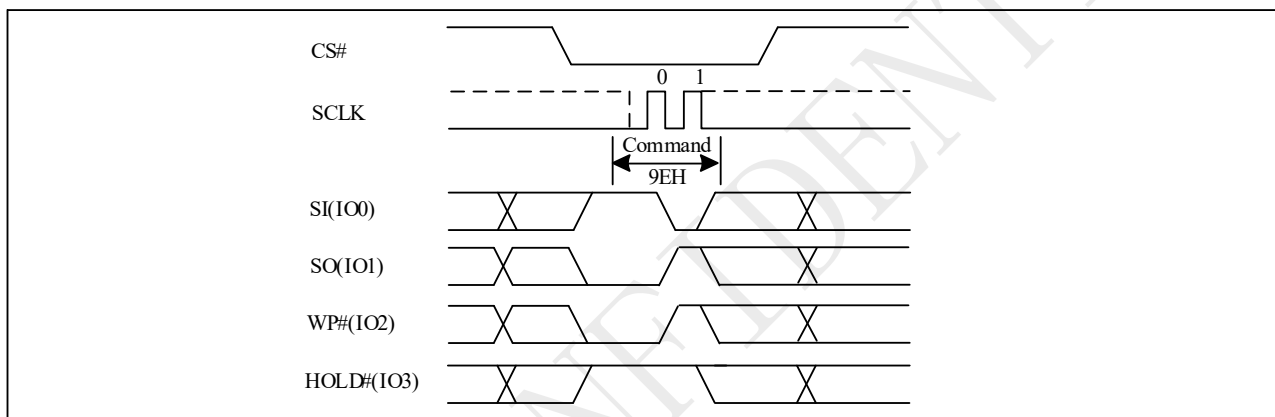 CS#
0 1
SCLK
Command
9EH
SI(IO0)
SO(IO1)
WP#(IO2)
HOLD#(IO3)